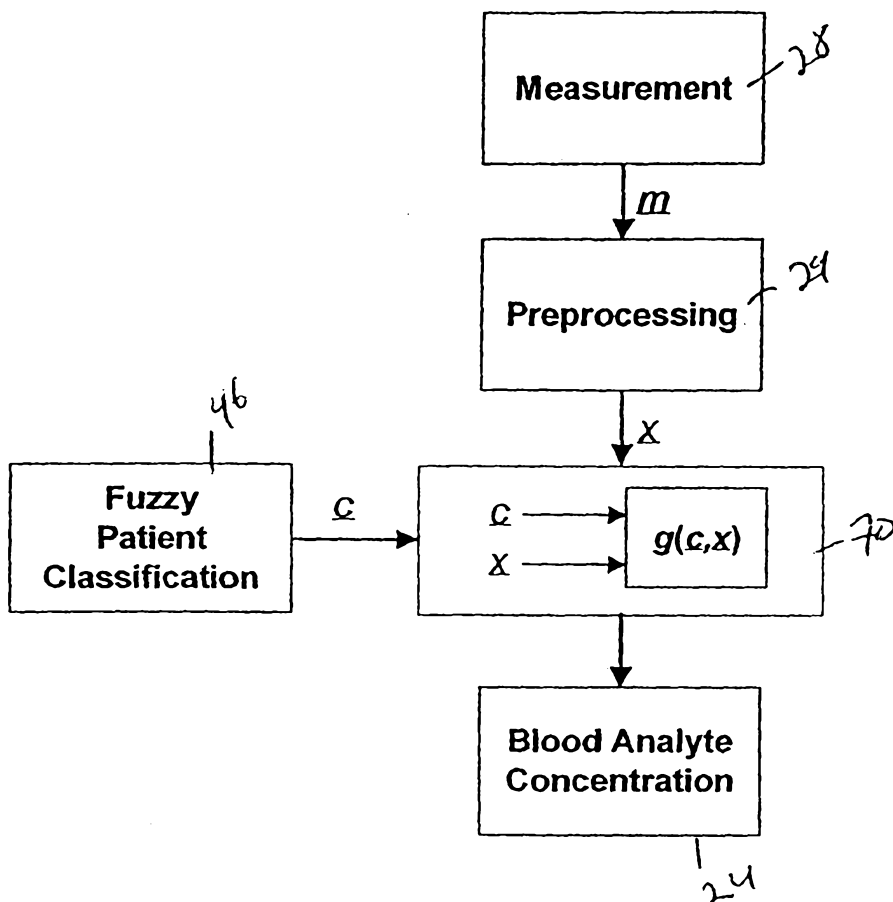 Measurement
28
m
Preprocessing
29
x
46
Fuzzy
Patient
Classification
c
c
x
g(c,x)
70
Blood Analyte
Concentration
24